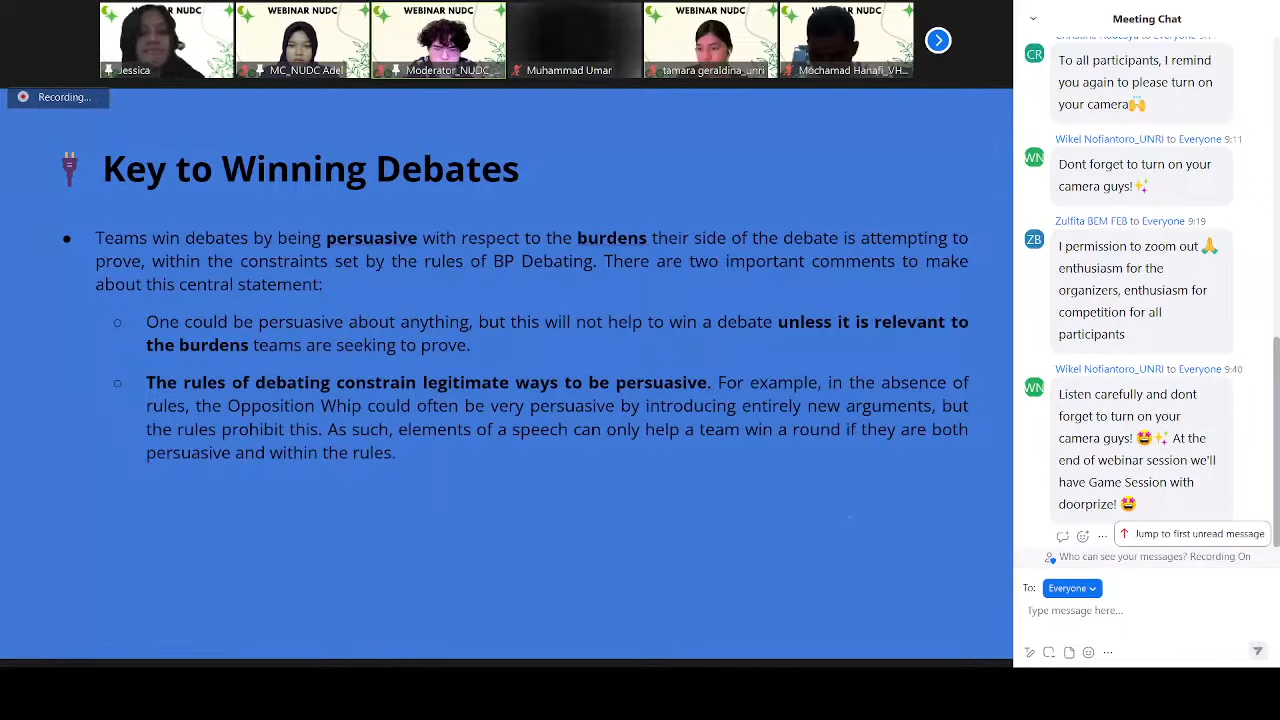 WEBINAR NUDC
WEBINAR NUDC
WEBINAR NUDC
WEBINAR NUDC
Jessica
MC_NUDC Adel
Moderator_NUDC_...
Muhammad Umar
tamara geraldina_unri
Mochamad Hanafi_VH...
Recording...
Key to Winning Debates
Teams win debates by being persuasive with respect to the burdens their side of the debate is attempting to
prove, within the constraints set by the rules of BP Debating. There are two important comments to make
about this central statement:
One could be persuasive about anything, but this will not help to win a debate unless it is relevant to
the burdens teams are seeking to prove.
The rules of debating constrain legitimate ways to be persuasive. For example, in the absence of
rules, the Opposition Whip could often be very persuasive by introducing entirely new arguments, but
the rules prohibit this. As such, elements of a speech can only help a team win a round if they are both
persuasive and within the rules.
Meeting Chat
CR
To all participants, I remind
you again to please turn on
your camera🙌
Wikel Nofiantoro_UNRI to Everyone 9:11
WN
Dont forget to turn on your
camera guys!✨
Zulfita BEM FEB to Everyone 9:19
ZB
I permission to zoom out 🙏
enthusiasm for the
organizers, enthusiasm for
competition for all
participants
Wikel Nofiantoro_UNRI to Everyone 9:40
WN
Listen carefully and dont
forget to turn on your
camera guys! 🤩✨ At the
end of webinar session we'll
have Game Session with
doorprize! 🤩
Jump to first unread message
Who can see your messages? Recording On
To: Everyone
Type message here...